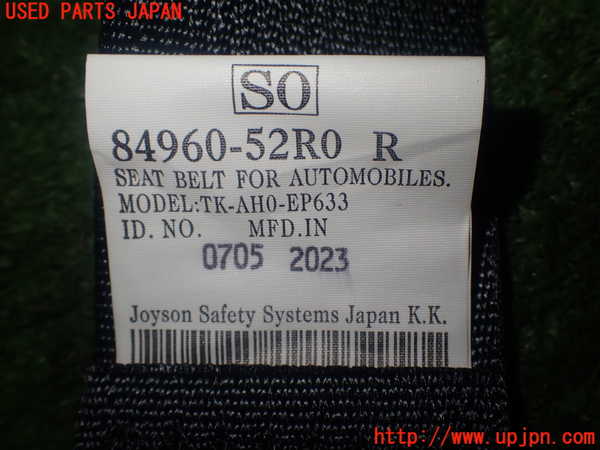 USED PARTS JAPAN
SO
84960-52R0 R
SEAT BELT FOR AUTOMOBILES.
MODEL:TK-AH0-EP633
ID. NO. MFD.IN
0705 2023
Joyson Safety Systems Japan K.K.
http://www.upjpn.com/